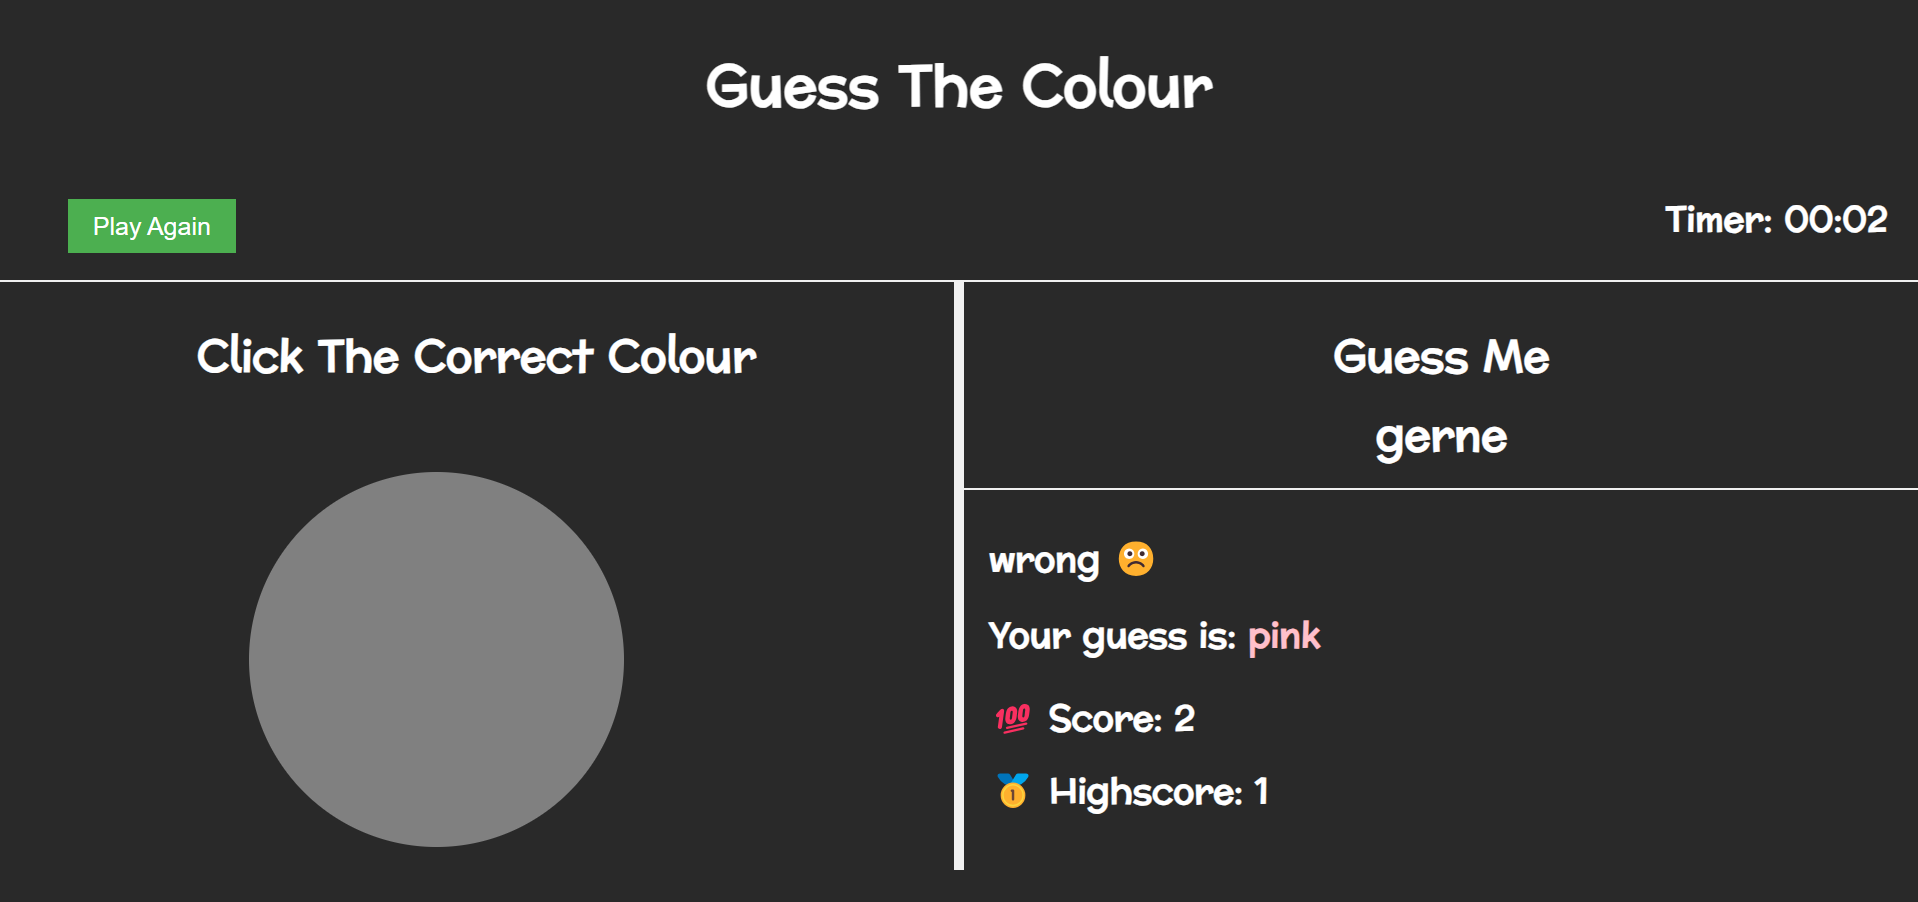 Guess The Colour
Play Again
Timer: 00:02
Click The Correct Colour
Guess Me
gerne
wrong 🙁
Your guess is: pink
💯 Score: 2
🥇 Highscore: 1